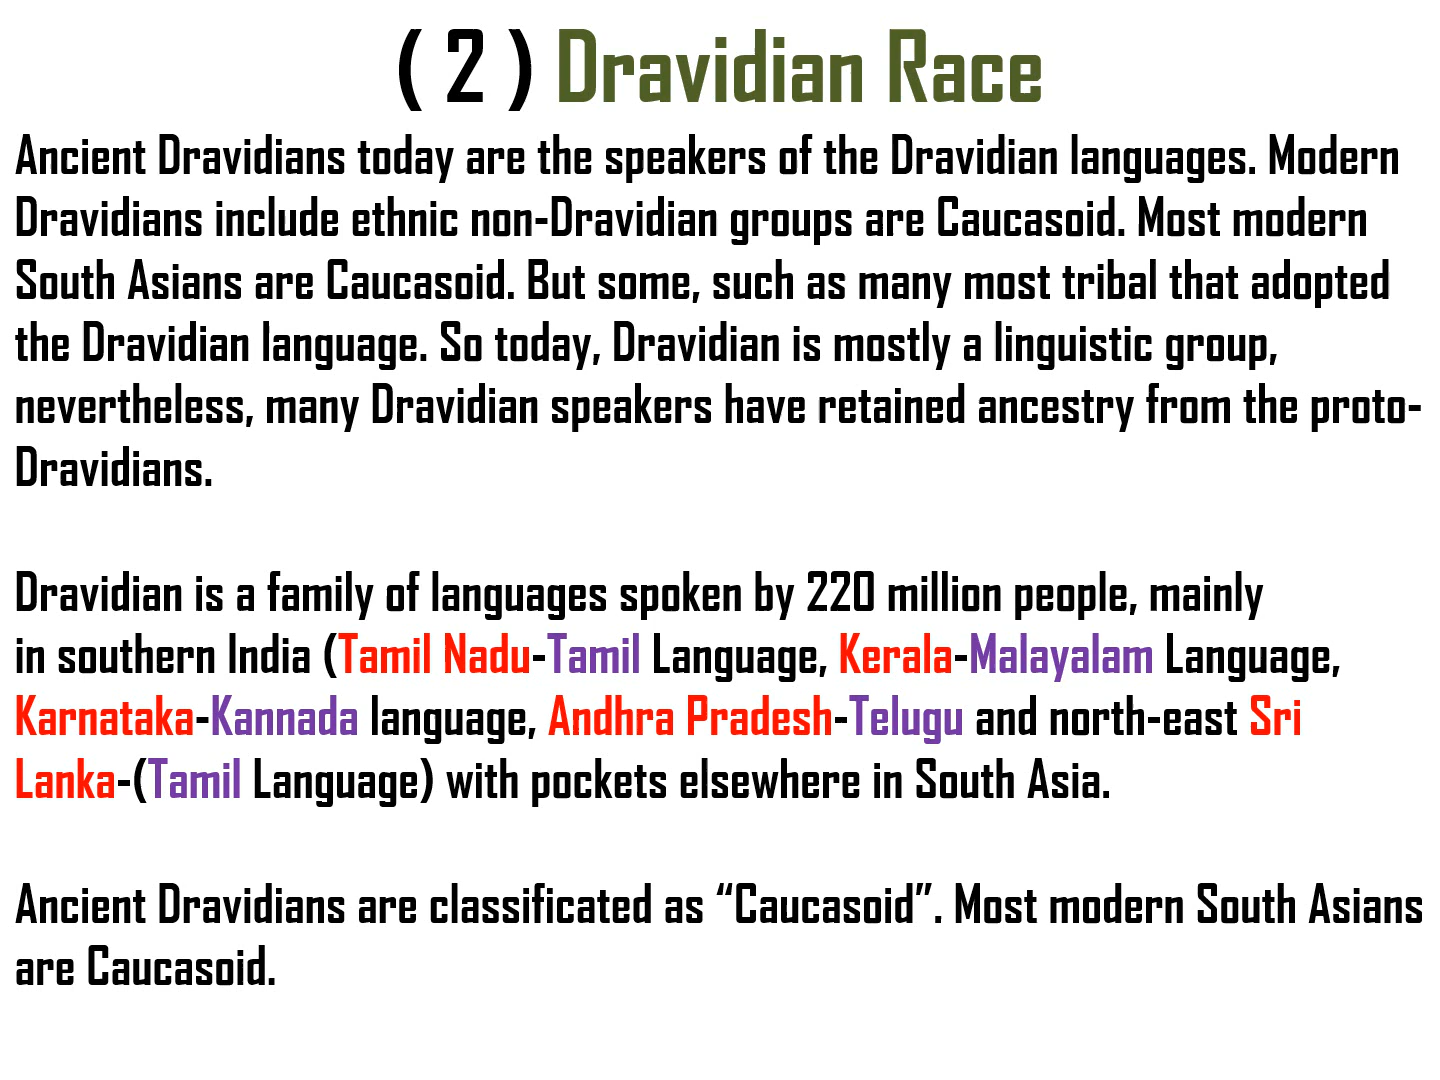 ( 2 ) Dravidian Race
Ancient Dravidians today are the speakers of the Dravidian languages. Modern
Dravidians include ethnic non-Dravidian groups are Caucasoid. Most modern
South Asians are Caucasoid. But some, such as many most tribal that adopted
the Dravidian language. So today, Dravidian is mostly a linguistic group,
nevertheless, many Dravidian speakers have retained ancestry from the proto-
Dravidians.
Dravidian is a family of languages spoken by 220 million people, mainly
in southern India (Tamil Nadu-Tamil Language, Kerala-Malayalam Language,
Karnataka-Kannada language, Andhra Pradesh-Telugu and north-east Sri
Lanka-(Tamil Language) with pockets elsewhere in South Asia.
Ancient Dravidians are classificated as “Caucasoid”. Most modern South Asians
are Caucasoid.